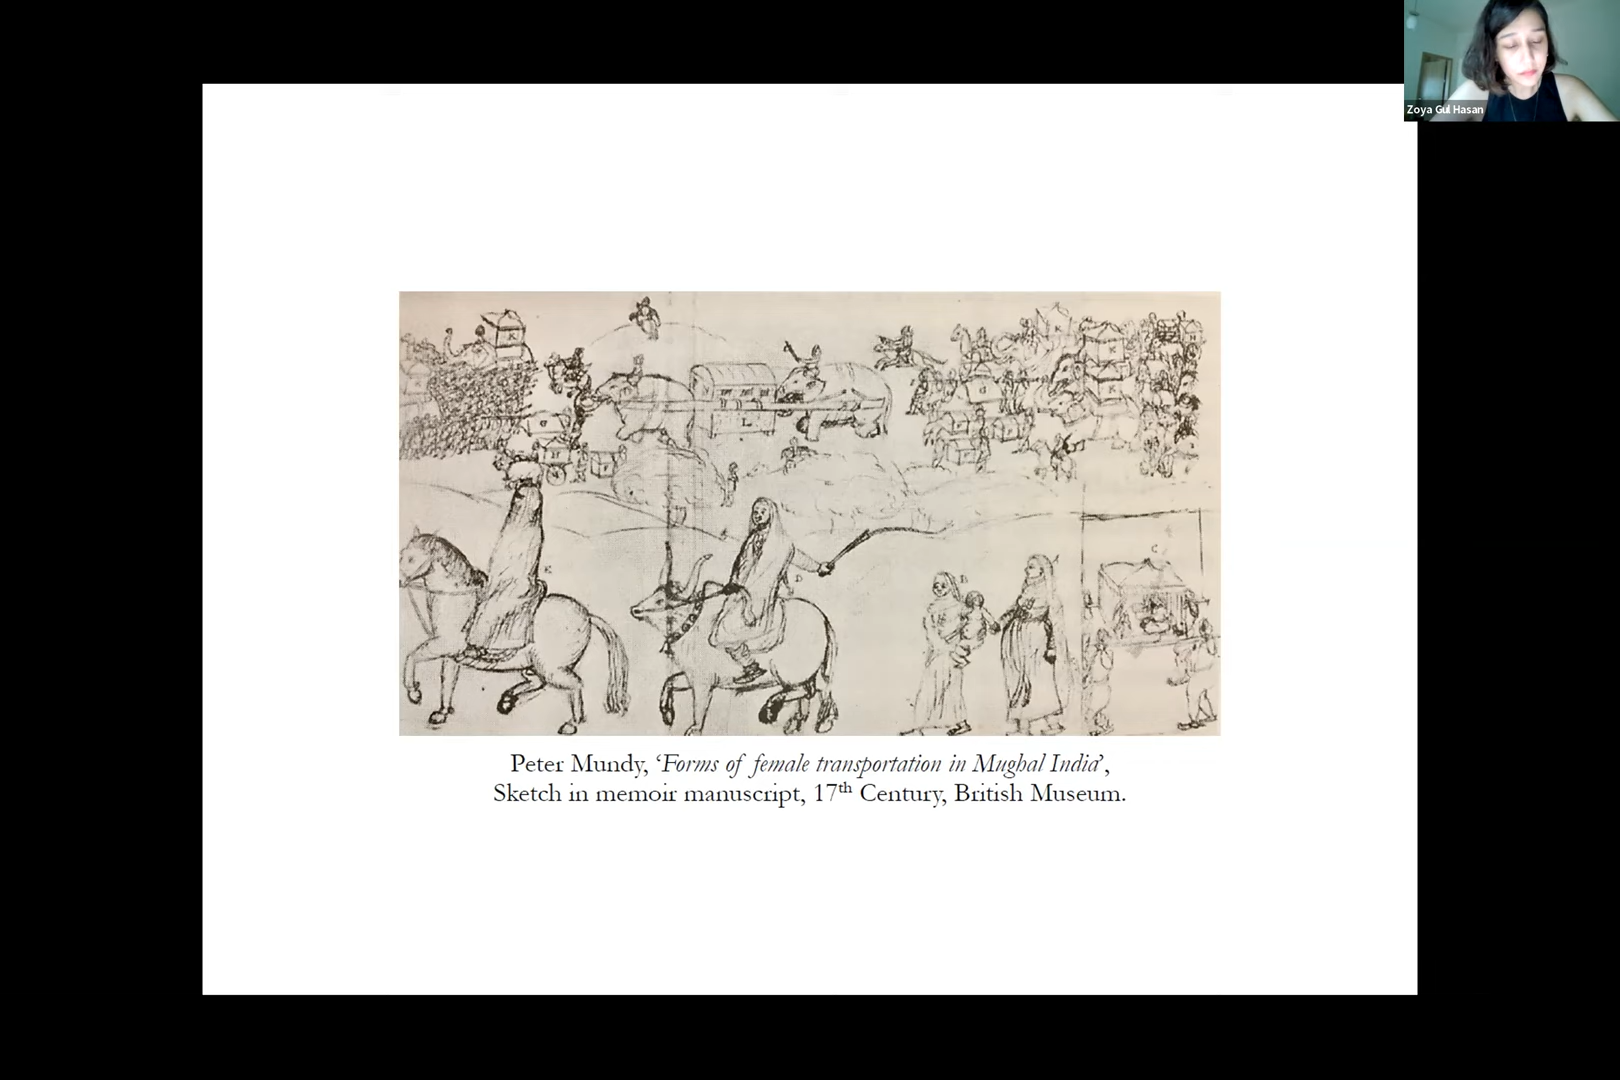 Zoya Gul Hasan
K
K
L
K
K
K
B
C
D
E
Peter Mundy, ‘Forms of female transportation in Mughal India’,
Sketch in memoir manuscript, 17th Century, British Museum.